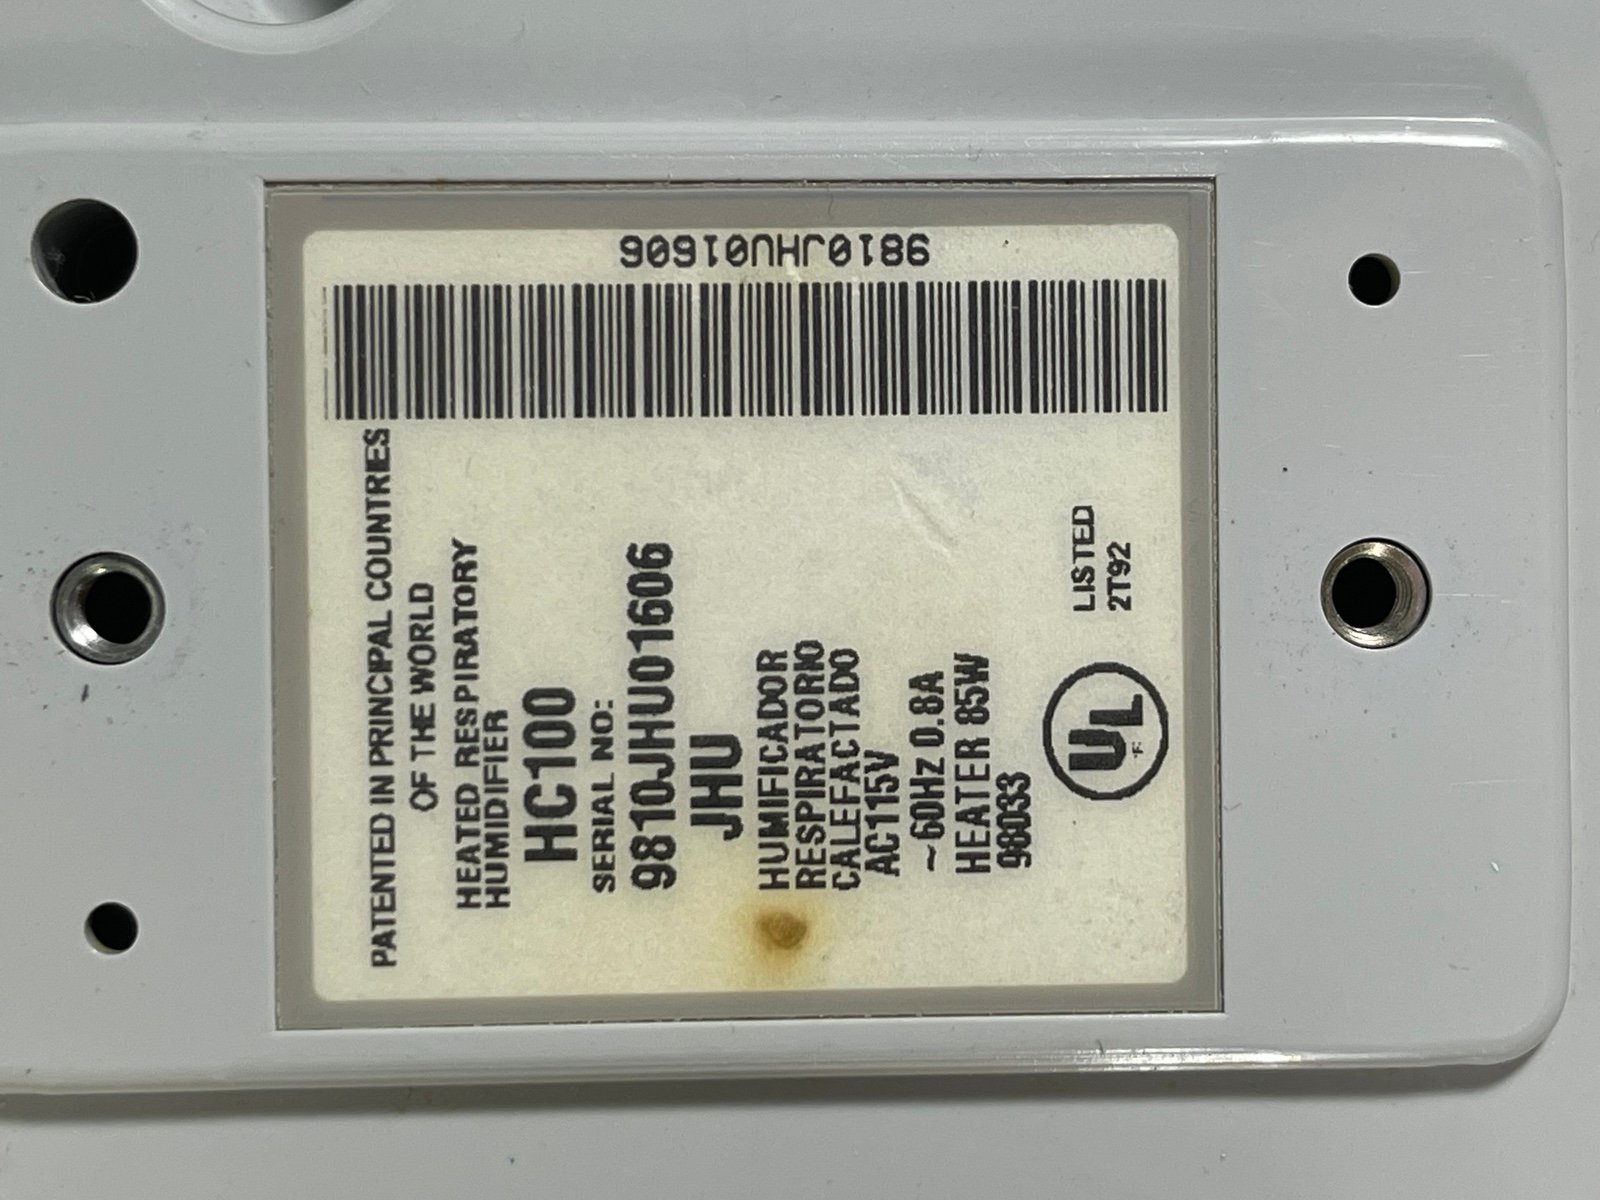 PATENTED IN PRINCIPAL COUNTRIES
OF THE WORLD
HEATED RESPIRATORY
HUMIDIFIER
HC100
SERIAL NO:
9810JHU01606
JHU
HUMIFICADOR
RESPIRATORIO
CALEFACTADO
AC115V
~60Hz 0.8A
HEATER 85W
98033
UL
LISTED
2T92
9810JHU01606